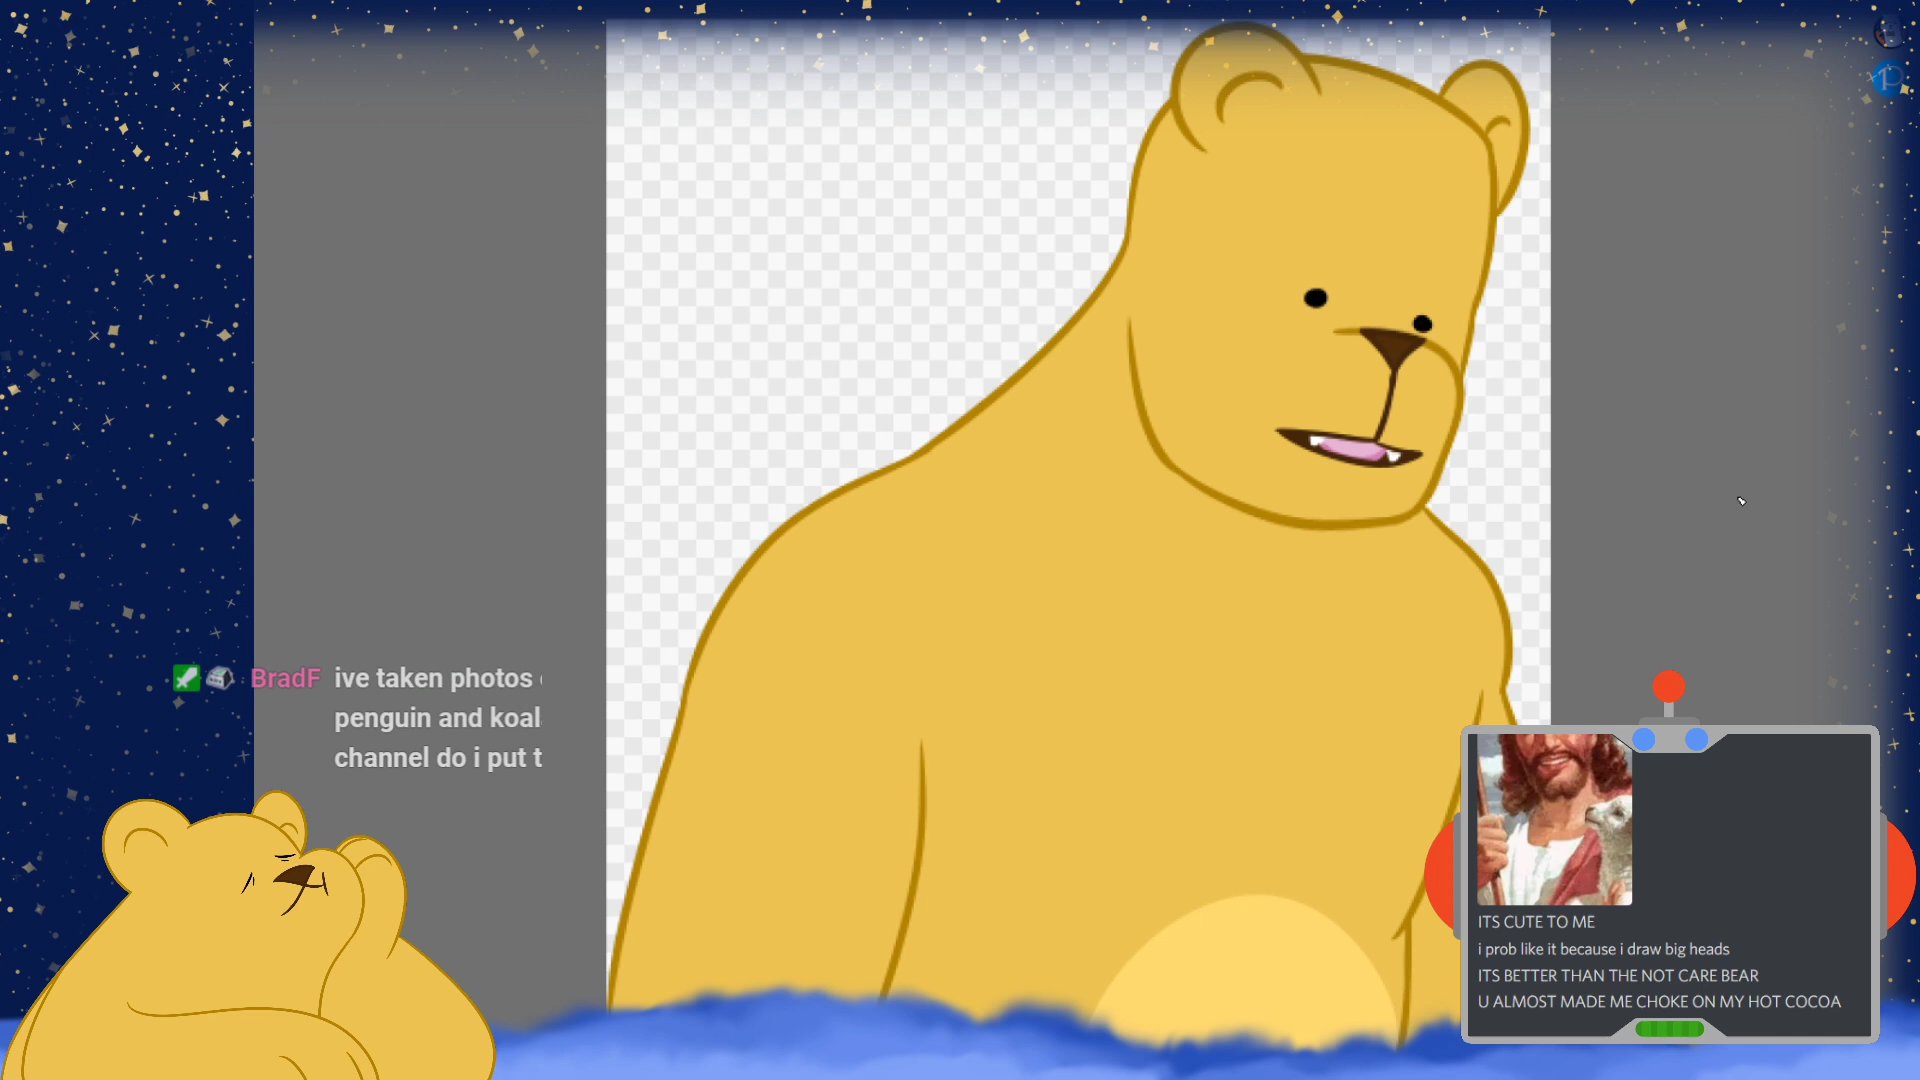 BradF ive taken photos
penguin and koal
channel do i put t
ITS CUTE TO ME
i prob like it because i draw big heads
ITS BETTER THAN THE NOT CARE BEAR
U ALMOST MADE ME CHOKE ON MY HOT COCOA